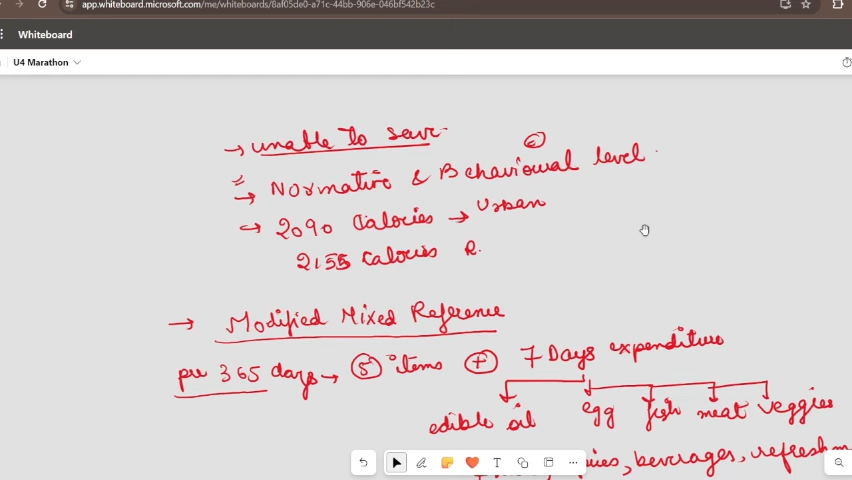 app.whiteboard.microsoft.com/me/whiteboards/8af05de0-a71c-44bb-906e-046bf542b23c
Whiteboard
U4 Marathon
→ unable to save
→ Normative & Behavioual level
→ 2090 Calories → Urban
2155 Calories R.
→ Modified Mixed Reference
per 365 days → 5 items + 7 Days expenditure
edible oil egg fish meat veggies
beverages, refreshm